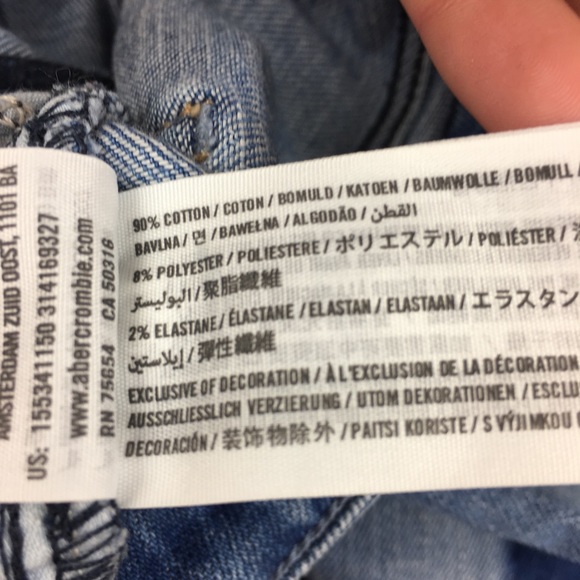 AMSTERDAM ZUID OOST, 1101 BA
US: 155341150 314169327
www.abercrombie.com
RN 75654 CA 50316
90% COTTON / COTON / BOMULD / KATOEN / BAUMWOLLE / BOMULL /
BAVLNA / 면 / BAWEŁNA / ALGODÃO / القطن
8% POLYESTER / POLIESTERE / ポリエステル / POLIÉSTER /
البوليستر / 聚脂纖維
2% ELASTANE / ÉLASTANE / ELASTAN / ELASTAAN / エラスタン
إيلاستين / 彈性纖維
EXCLUSIVE OF DECORATION / À L'EXCLUSION DE LA DÉCORATION
AUSSCHLIESSLICH VERZIERUNG / UTOM DEKORATIONEN / ESCLU
DECORACIÓN / 装饰物除外 / PAITSI KORISTE / S VÝJIMKOU